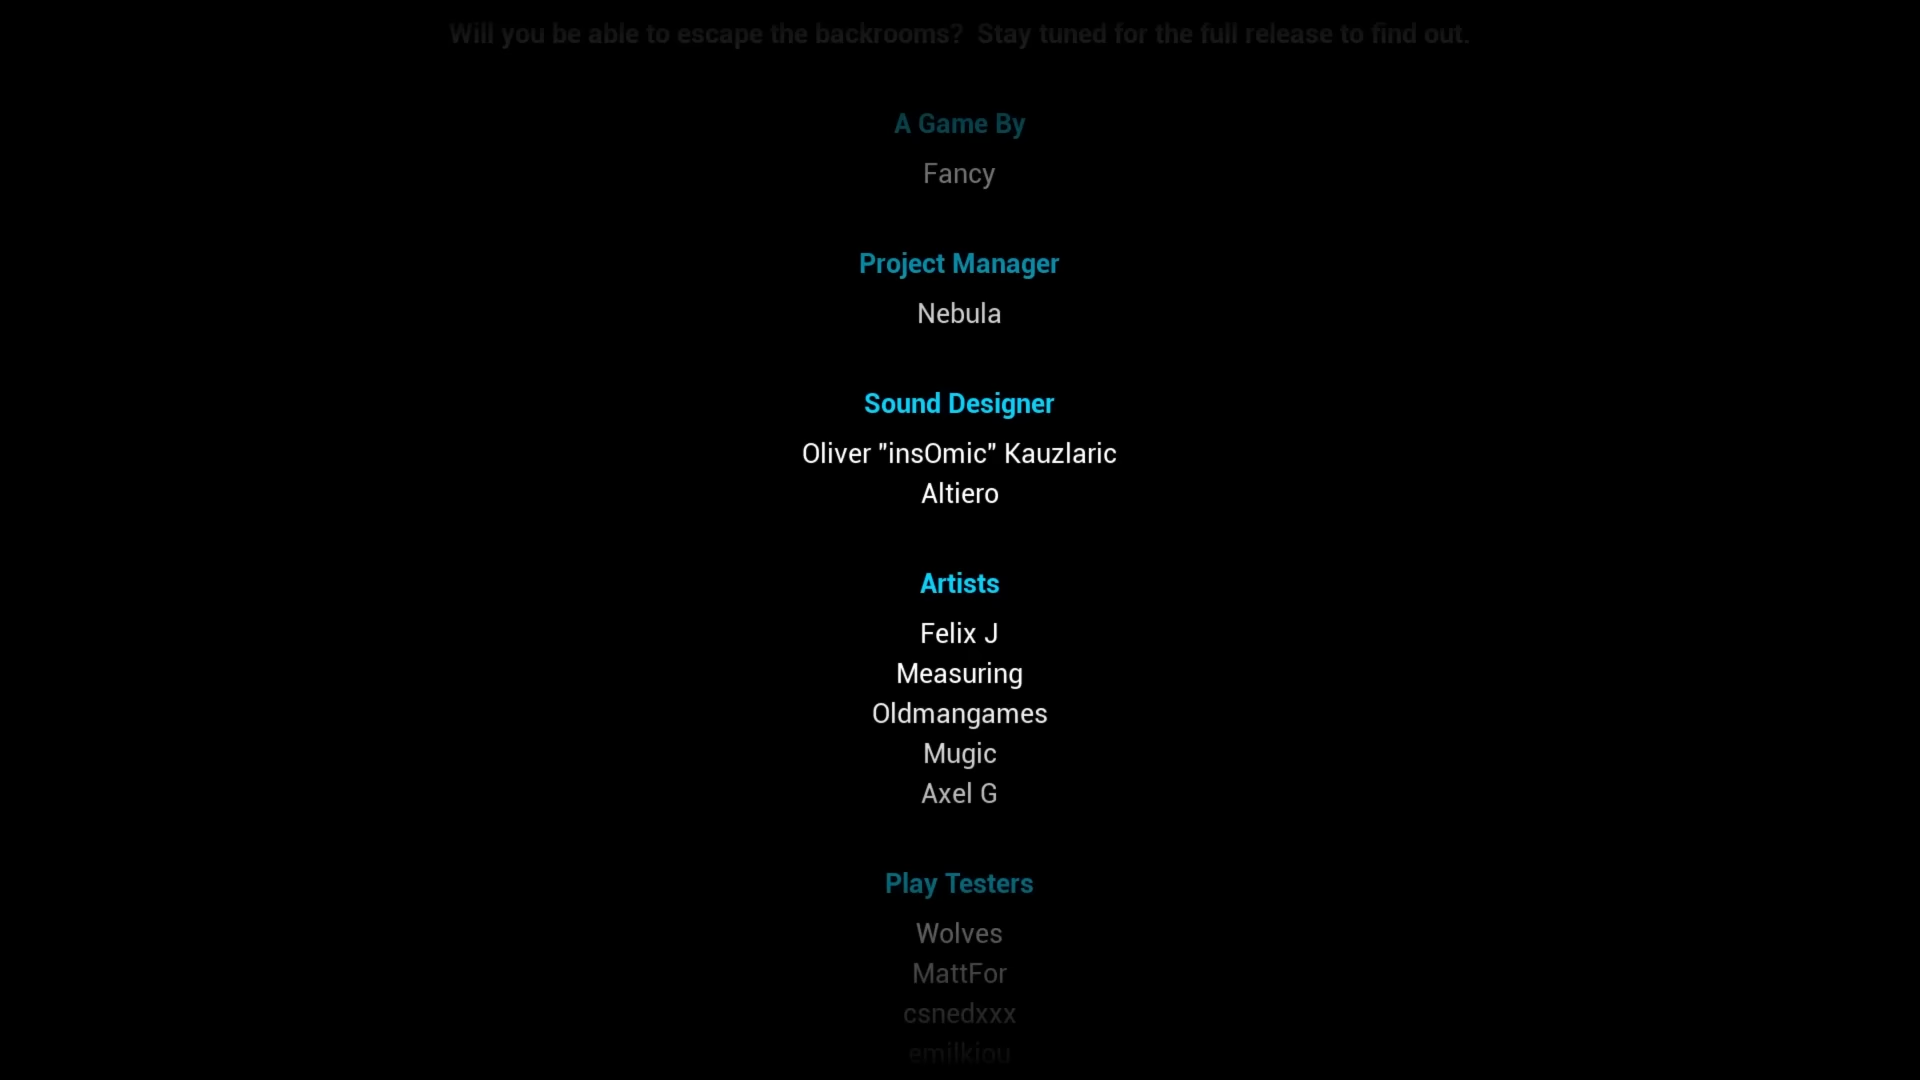 Will you be able to escape the backrooms?  Stay tuned for the full release to find out.
A Game By
Fancy
Project Manager
Nebula
Sound Designer
Oliver "insOmic" Kauzlaric
Altiero
Artists
Felix J
Measuring
Oldmangames
Mugic
Axel G
Play Testers
Wolves
MattFor
csnedxxx
emilkiou